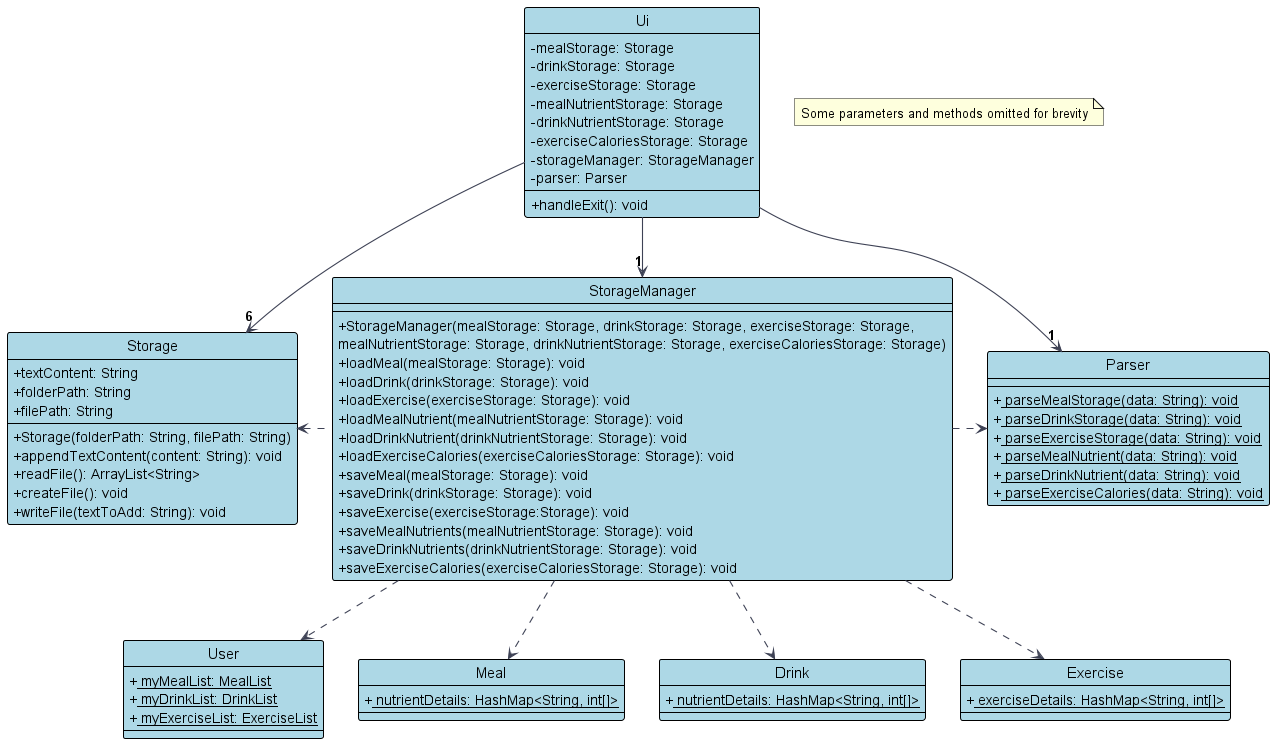 Ui
-mealStorage: Storage
-drinkStorage: Storage
-exerciseStorage: Storage
-mealNutrientStorage: Storage
-drinkNutrientStorage: Storage
-exerciseCaloriesStorage: Storage
-storageManager: StorageManager
-parser: Parser
+handleExit(): void
Some parameters and methods omitted for brevity
6
1
1
Storage
+textContent: String
+folderPath: String
+filePath: String
+Storage(folderPath: String, filePath: String)
+appendTextContent(content: String): void
+readFile(): ArrayList<String>
+createFile(): void
+writeFile(textToAdd: String): void
StorageManager
+StorageManager(mealStorage: Storage, drinkStorage: Storage, exerciseStorage: Storage,
mealNutrientStorage: Storage, drinkNutrientStorage: Storage, exerciseCaloriesStorage: Storage)
+loadMeal(mealStorage: Storage): void
+loadDrink(drinkStorage: Storage): void
+loadExercise(exerciseStorage: Storage): void
+loadMealNutrient(mealNutrientStorage: Storage): void
+loadDrinkNutrient(drinkNutrientStorage: Storage): void
+loadExerciseCalories(exerciseCaloriesStorage: Storage): void
+saveMeal(mealStorage: Storage): void
+saveDrink(drinkStorage: Storage): void
+saveExercise(exerciseStorage:Storage): void
+saveMealNutrients(mealNutrientStorage: Storage): void
+saveDrinkNutrients(drinkNutrientStorage: Storage): void
+saveExerciseCalories(exerciseCaloriesStorage: Storage): void
Parser
+ parseMealStorage(data: String): void
+ parseDrinkStorage(data: String): void
+ parseExerciseStorage(data: String): void
+ parseMealNutrient(data: String): void
+ parseDrinkNutrient(data: String): void
+ parseExerciseCalories(data: String): void
User
+ myMealList: MealList
+ myDrinkList: DrinkList
+ myExerciseList: ExerciseList
Meal
+ nutrientDetails: HashMap<String, int[]>
Drink
+ nutrientDetails: HashMap<String, int[]>
Exercise
+ exerciseDetails: HashMap<String, int[]>